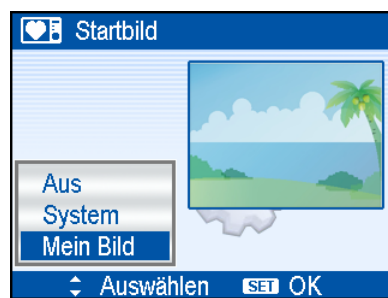 Startbild
Aus
System
Mein Bild
Auswählen SET OK